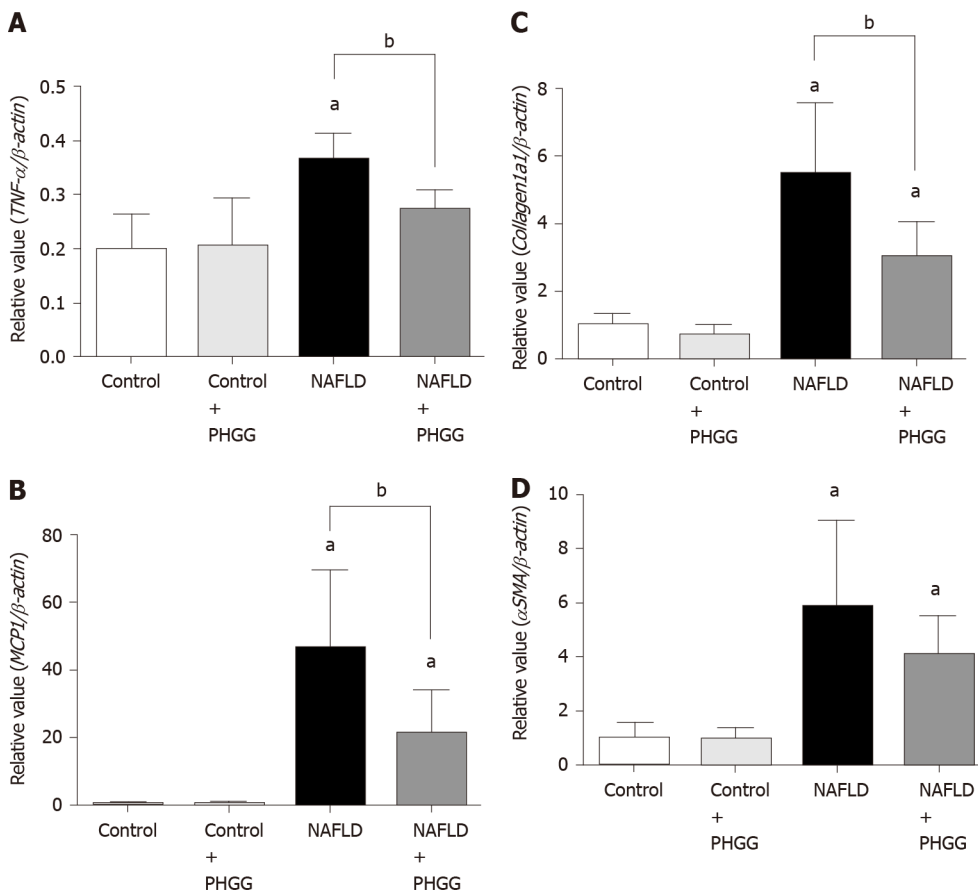 A
b
Relative value (TNF-α/β-actin)
0.5
0.4
0.3
0.2
0.1
0.0
a
Control
Control
+
PHGG
NAFLD
NAFLD
+
PHGG
B
b
Relative value (MCP1/β-actin)
80
60
40
20
0
a
a
Control
Control
+
PHGG
NAFLD
NAFLD
+
PHGG
C
b
Relative value (Collagen1a1/β-actin)
8
6
4
2
0
a
a
Control
Control
+
PHGG
NAFLD
NAFLD
+
PHGG
D
Relative value (αSMA/β-actin)
10
8
6
4
2
0
a
a
Control
Control
+
PHGG
NAFLD
NAFLD
+
PHGG